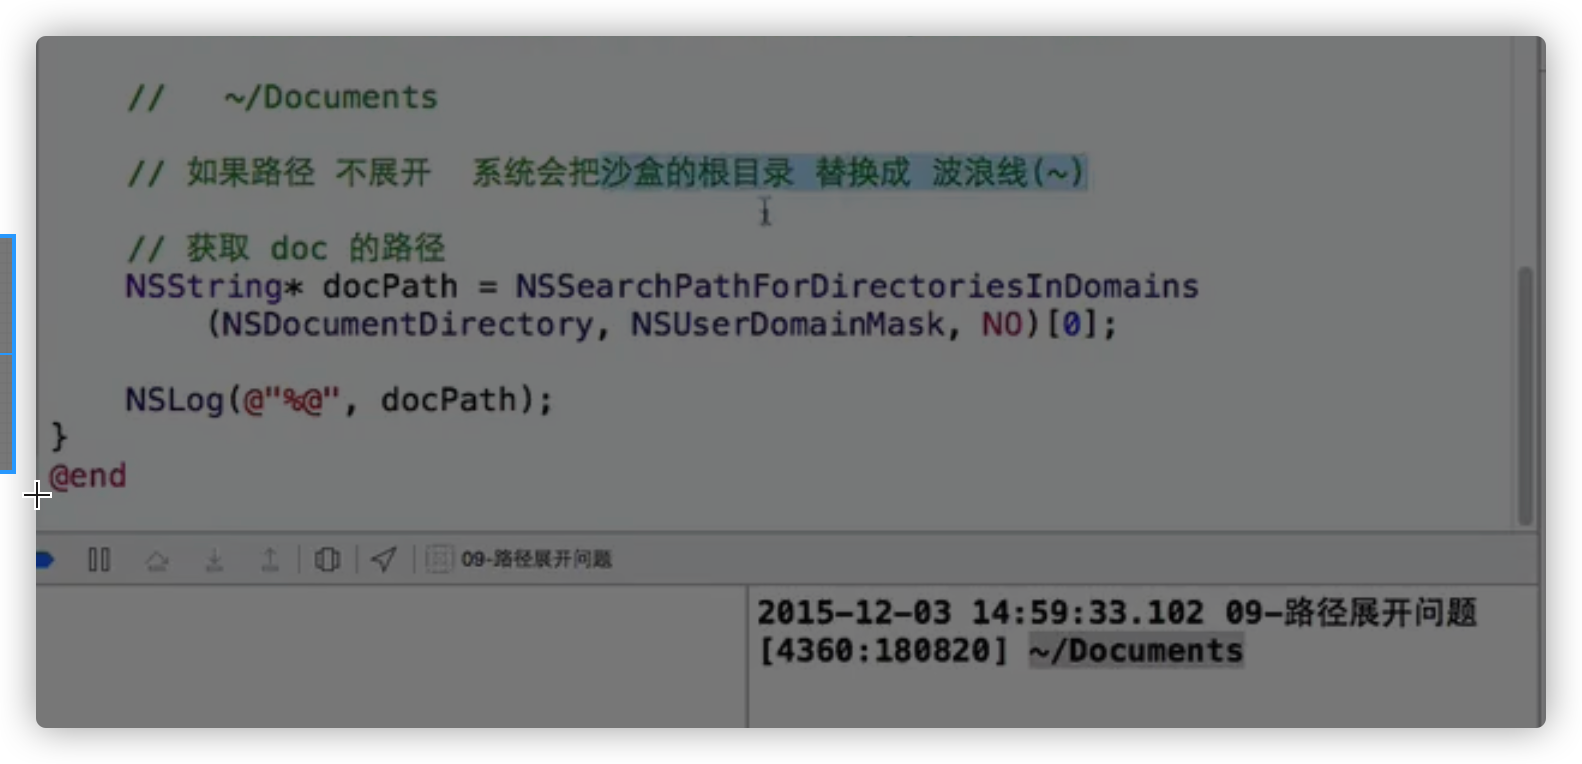 // ~/Documents
// 如果路径 不展开 系统会把沙盒的根目录 替换成 波浪线(~)
// 获取 doc 的路径
NSString* docPath = NSSearchPathForDirectoriesInDomains
(NSDocumentDirectory, NSUserDomainMask, NO)[0];
NSLog(@"%@", docPath);
}
@end
09-路径展开问题
2015-12-03 14:59:33.102 09-路径展开问题
[4360:180820] ~/Documents